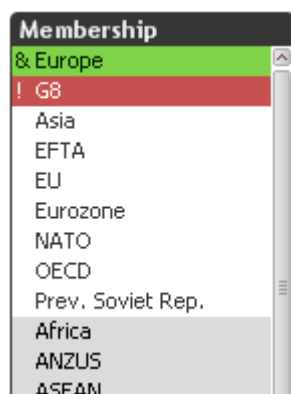 Membership
& Europe
! G8
Asia
EFTA
EU
Eurozone
NATO
OECD
Prev. Soviet Rep.
Africa
ANZUS
ASEAN